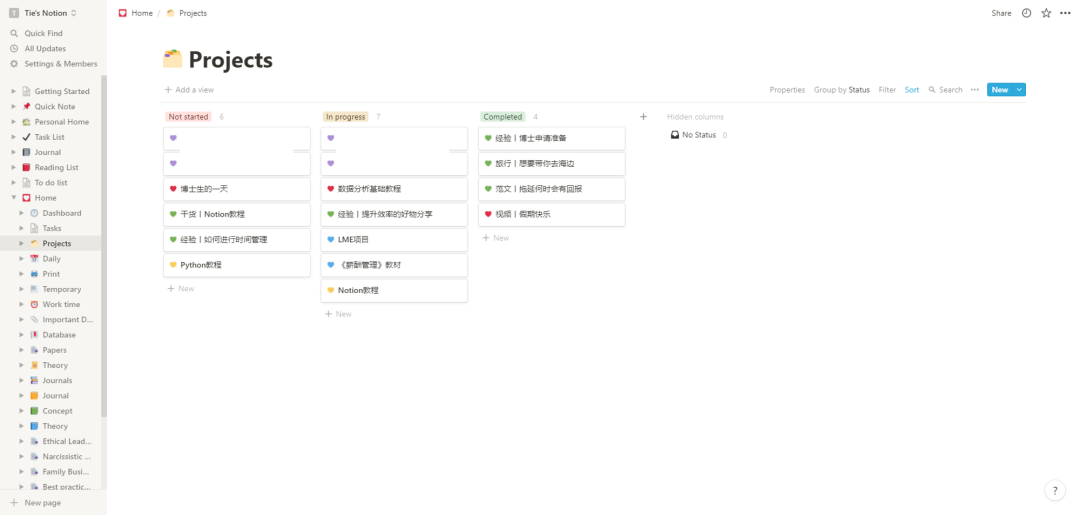 T Tie's Notion
Quick Find
All Updates
Settings & Members
Getting Started
Quick Note
Personal Home
Task List
Journal
Reading List
To do list
Home
Dashboard
Tasks
Projects
Daily
Print
Temporary
Work time
Important D...
Database
Papers
Theory
Journals
Journal
Concept
Theory
Ethical Lead...
Narcissistic ...
Family Busi...
Best practic...
+ New page
Home / Projects
Share
Projects
+ Add a view
Properties Group by Status Filter Sort Search ... New
Not started 6
博士生的一天
干货丨Notion教程
经验丨如何进行时间管理
Python教程
+ New
In progress 7
数据分析基础教程
经验丨提升效率的好物分享
LME项目
《薪酬管理》教材
Notion教程
+ New
Completed 4
经验丨博士申请准备
旅行丨想要带你去海边
范文丨拖延何时会有回报
视频丨假期快乐
+ New
+
Hidden columns
No Status 0
?